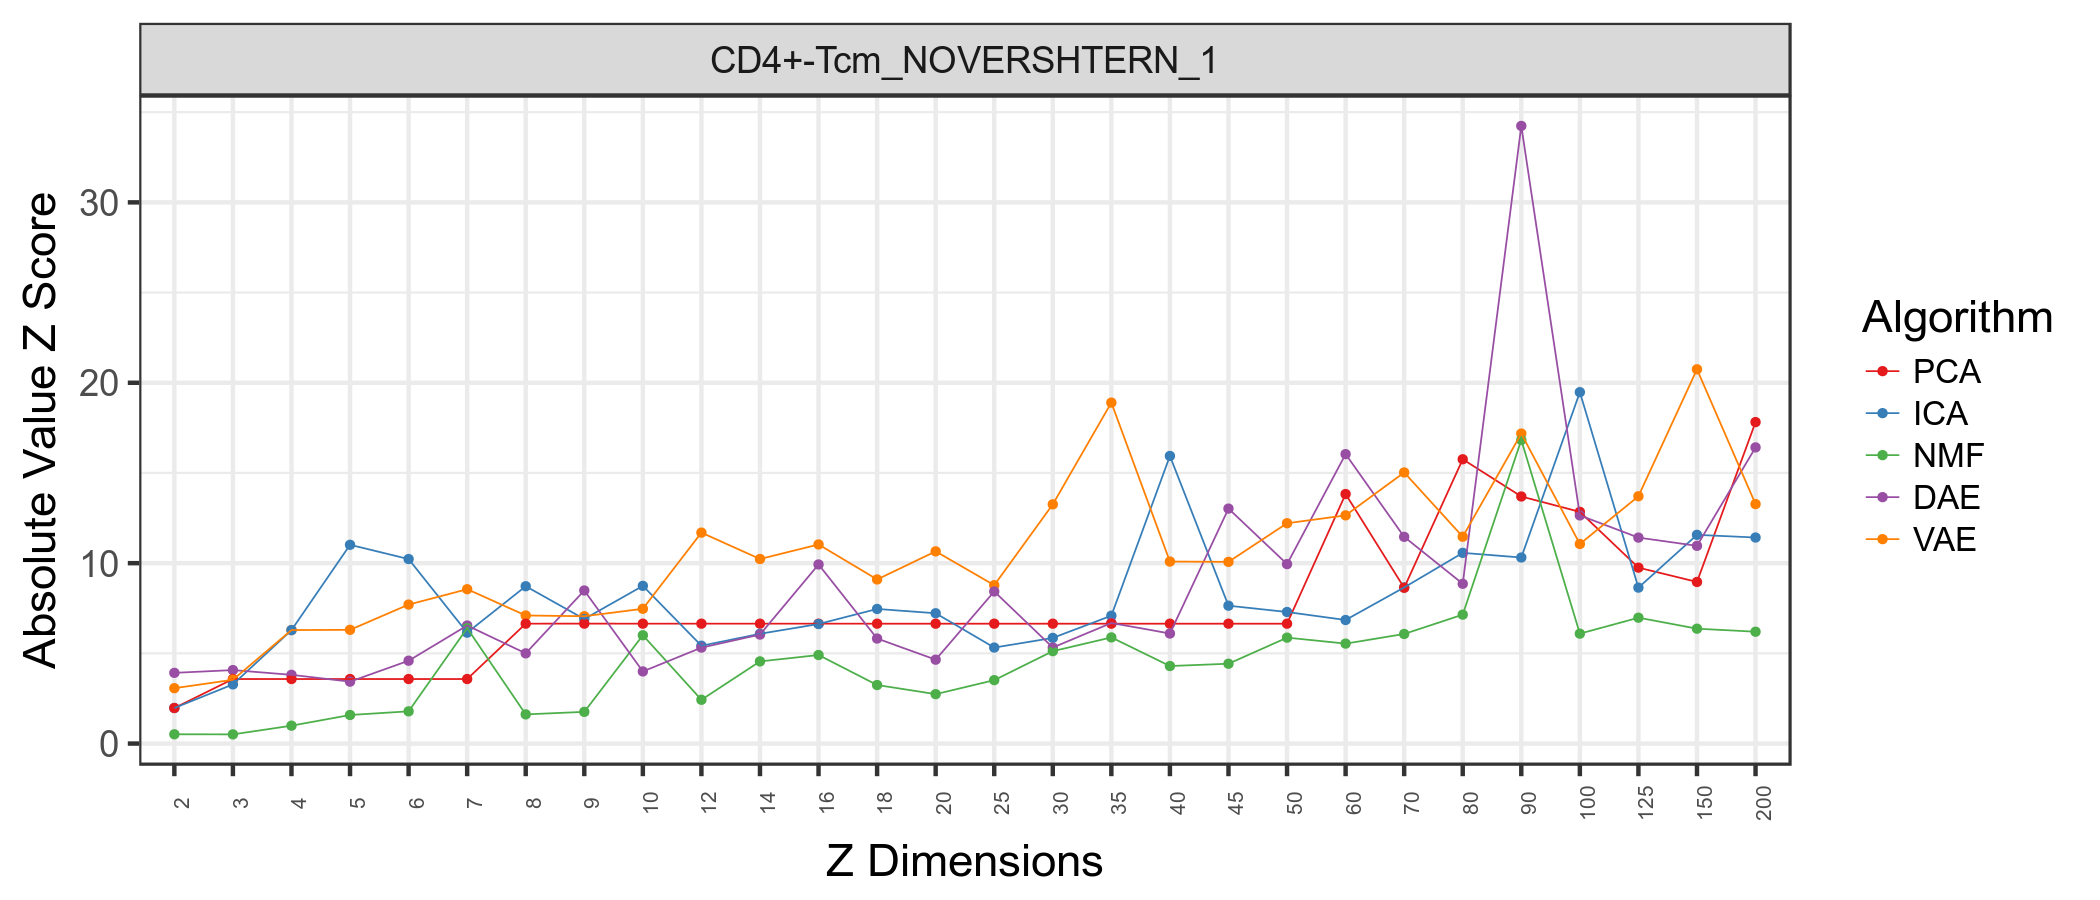 CD4+-Tcm_NOVERSHTERN_1
Absolute Value Z Score
30
20
10
0
2 3 4 5 6 7 8 9 10 12 14 16 18 20 25 30 35 40 45 50 60 70 80 90 100 125 150 200
Z Dimensions
Algorithm
PCA
ICA
NMF
DAE
VAE